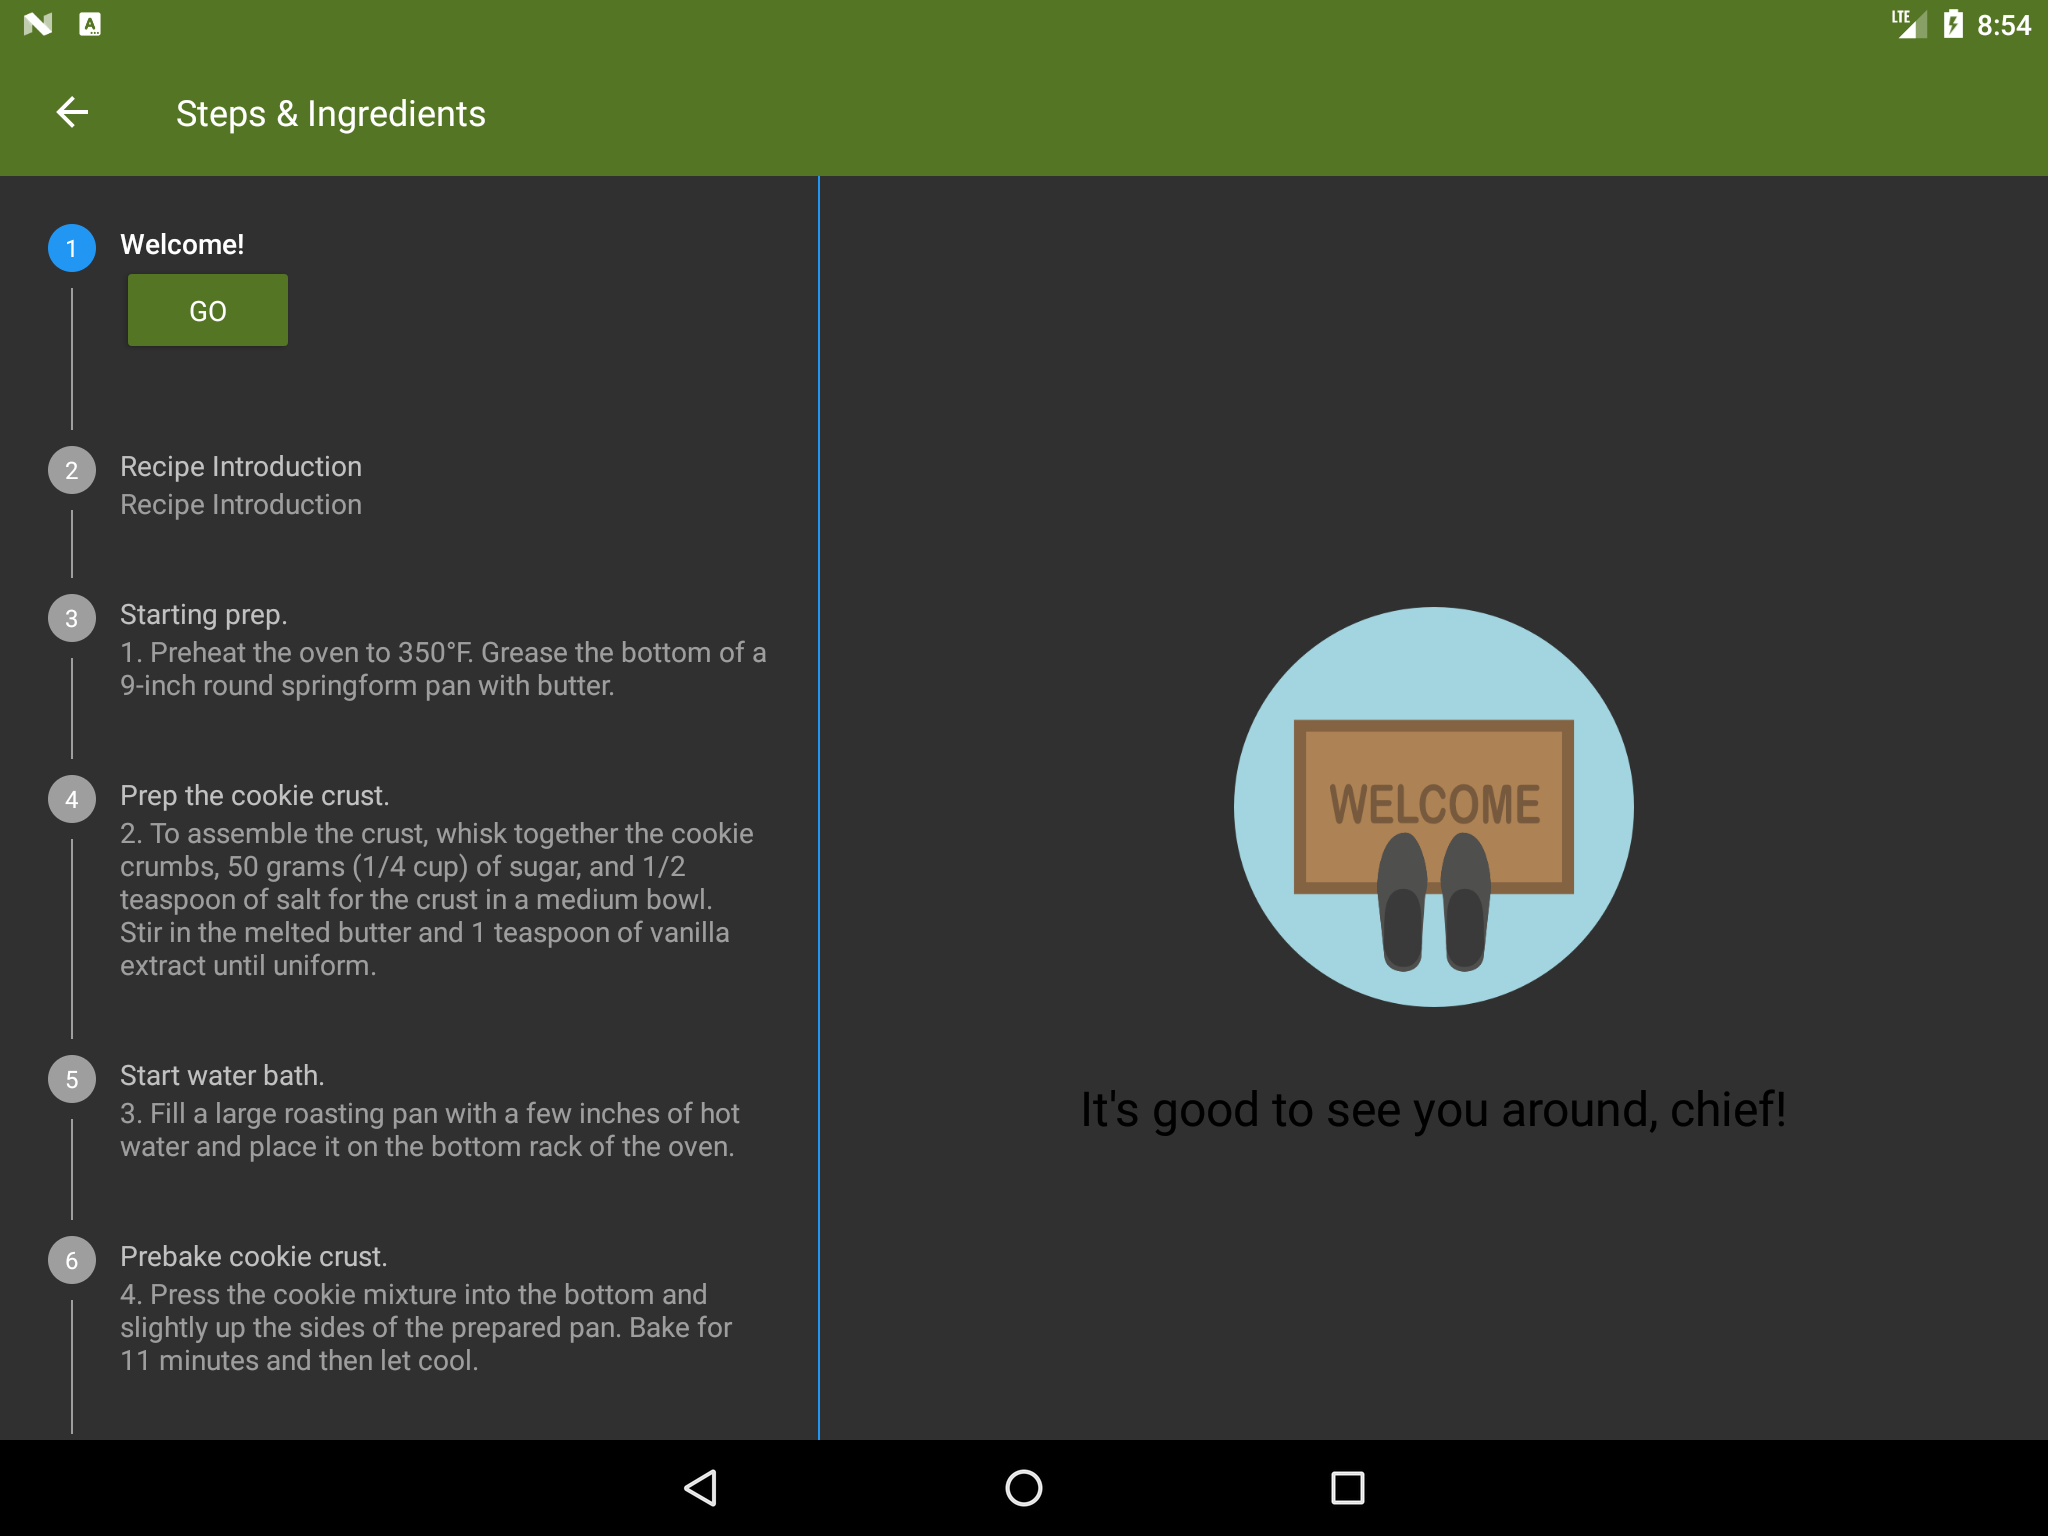 LTE 8:54
Steps & Ingredients
1 Welcome!
GO
2 Recipe Introduction
Recipe Introduction
3 Starting prep.
1. Preheat the oven to 350°F. Grease the bottom of a
9-inch round springform pan with butter.
4 Prep the cookie crust.
2. To assemble the crust, whisk together the cookie
crumbs, 50 grams (1/4 cup) of sugar, and 1/2
teaspoon of salt for the crust in a medium bowl.
Stir in the melted butter and 1 teaspoon of vanilla
extract until uniform.
5 Start water bath.
3. Fill a large roasting pan with a few inches of hot
water and place it on the bottom rack of the oven.
6 Prebake cookie crust.
4. Press the cookie mixture into the bottom and
slightly up the sides of the prepared pan. Bake for
11 minutes and then let cool.
WELCOME
It's good to see you around, chief!